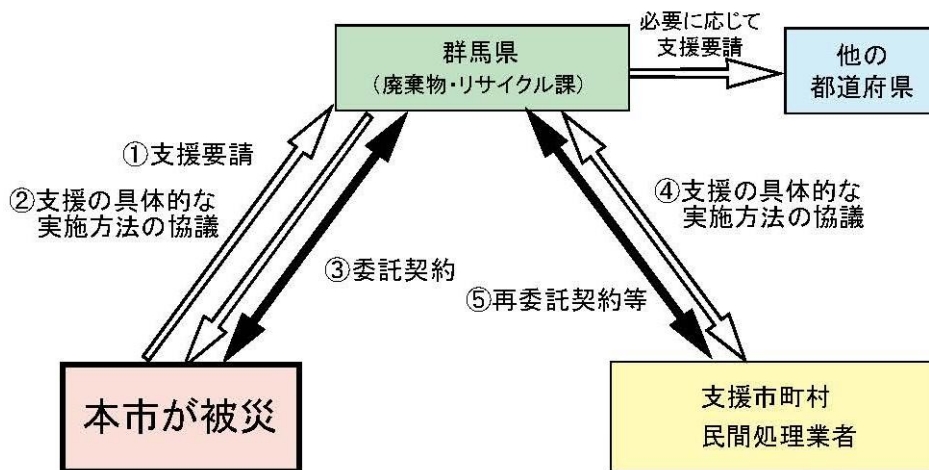 群馬県
(廃棄物・リサイクル課)
必要に応じて
支援要請
他の
都道府県
①支援要請
②支援の具体的な
実施方法の協議
③委託契約
④支援の具体的な
実施方法の協議
⑤再委託契約等
本市が被災
支援市町村
民間処理業者